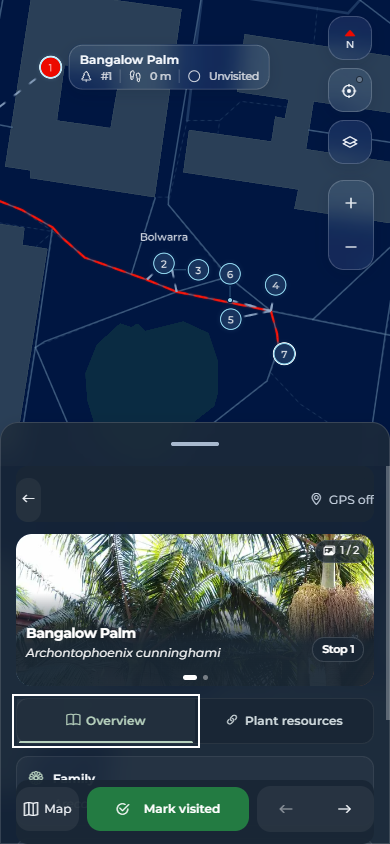 N
1
Bangalow Palm
#1 | 0 m | Unvisited
+
−
Bolwarra
2
3
6
4
5
7
GPS off
1 / 2
Bangalow Palm
Archontophoenix cunninghami
Stop 1
Overview
Plant resources
Family
Map
Mark visited